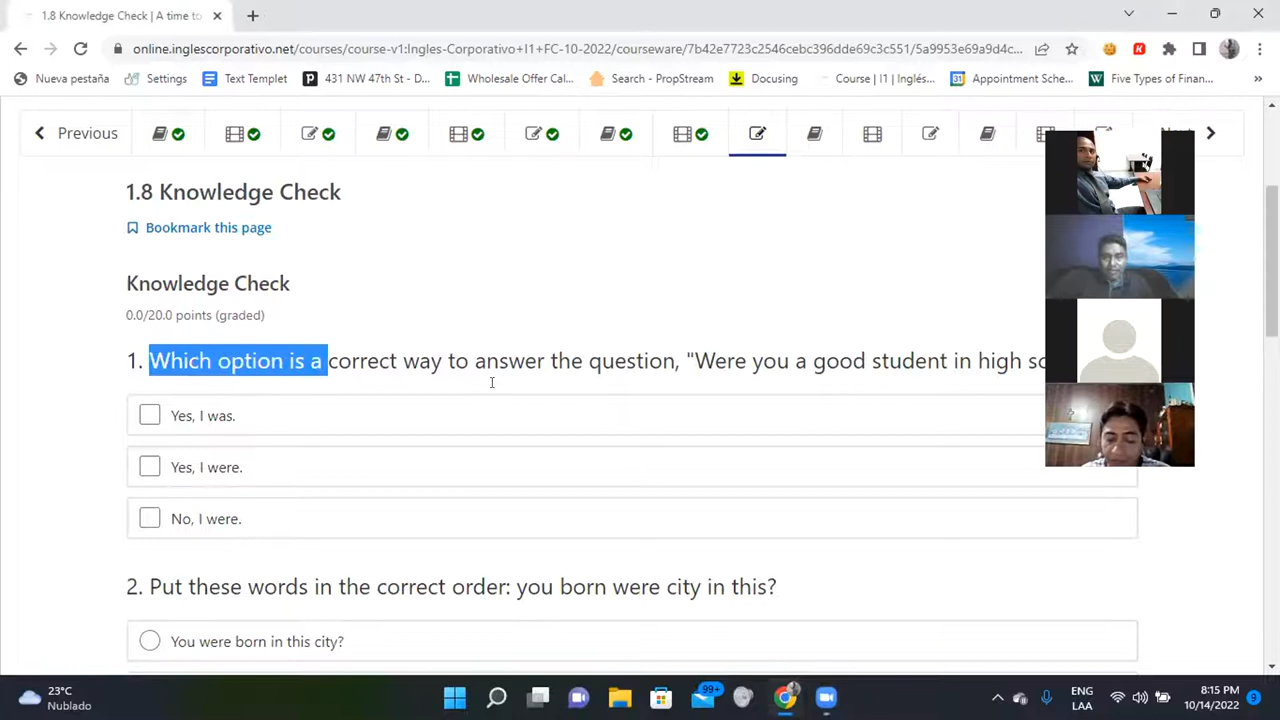 1.8 Knowledge Check | A time to
online.inglescorporativo.net/courses/course-v1:Ingles-Corporativo+I1+FC-10-2022/courseware/7b42e7723c2546cebc396dde69c3c551/5a9953e69a9d4c...
Nueva pestaña
Settings
Text Templet
431 NW 47th St - D...
Wholesale Offer Cal...
Search - PropStream
Docusing
Course | I1 | Inglés...
Appointment Sche...
Five Types of Finan...
»
Previous
1.8 Knowledge Check
Bookmark this page
Knowledge Check
0.0/20.0 points (graded)
1. Which option is a correct way to answer the question, "Were you a good student in high
Yes, I was.
Yes, I were.
No, I were.
2. Put these words in the correct order: you born were city in this?
You were born in this city?
23°C
Nublado
99+
ENG
LAA
8:15 PM
10/14/2022
9